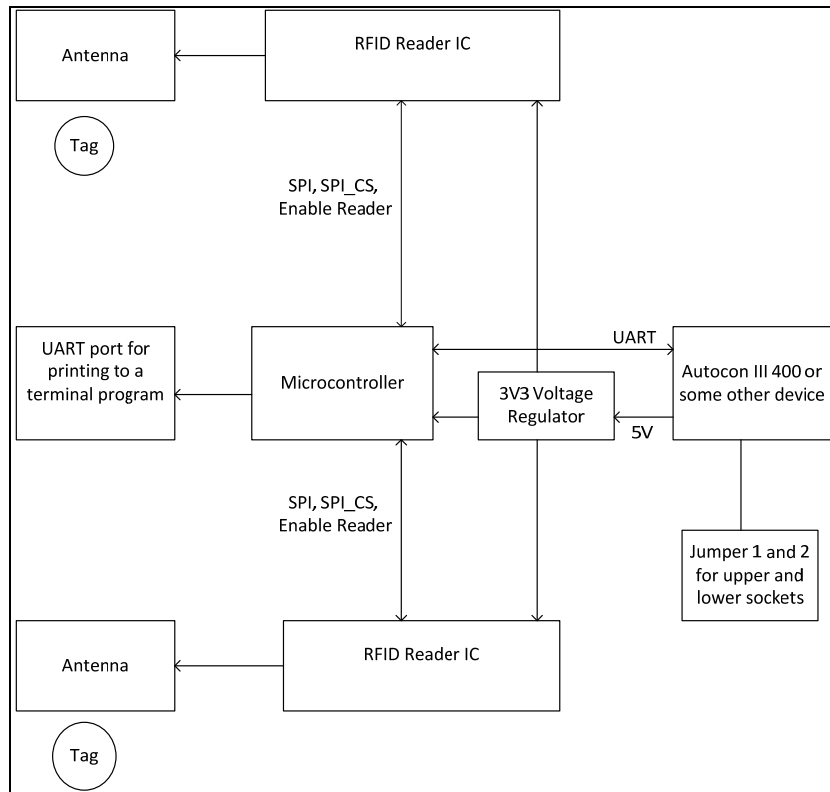 Antenna
RFID Reader IC
Tag
SPI, SPI_CS,
Enable Reader
UART port for
printing to a
terminal program
Microcontroller
UART
3V3 Voltage
Regulator
5V
Autocon III 400 or
some other device
SPI, SPI_CS,
Enable Reader
Jumper 1 and 2
for upper and
lower sockets
Antenna
RFID Reader IC
Tag